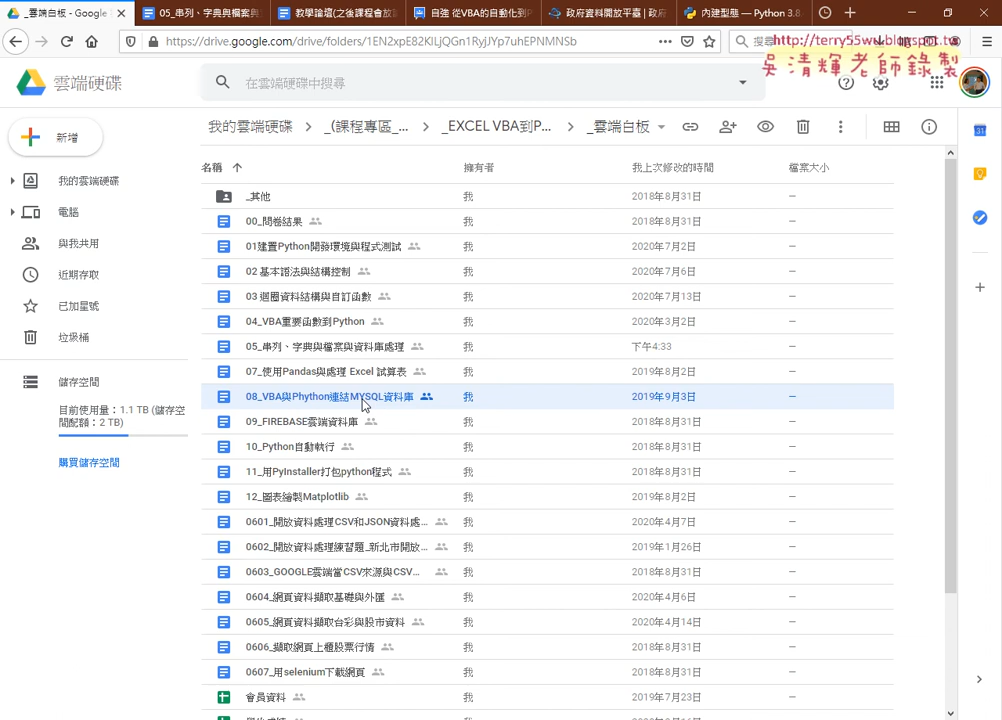 _雲端白板 - Google
05_串列、字典與檔案與
教學論壇(之後課程會放
自強 從VBA的自動化到P
政府資料開放平臺 | 政府
內建型態 — Python 3.8
https://drive.google.com/drive/folders/1EN2xpE82KILjQGn1RyjJYp7uhEPNMNSb
搜尋
http://terry55wu.blogspot.tw
吳清輝老師錄製
雲端硬碟
在雲端硬碟中搜尋
新增
我的雲端硬碟
電腦
與我共用
近期存取
已加星號
垃圾桶
儲存空間
目前使用量：1.1 TB (儲存空
間配額：2 TB)
購買儲存空間
我的雲端硬碟 > _(課程專區_... > _EXCEL VBA到P... > _雲端白板
名稱 擁有者 我上次修改的時間 檔案大小
_其他 我 2018年8月31日 —
00_問卷結果 我 2018年8月31日 —
01建置Python開發環境與程式測試 我 2020年7月2日 —
02 基本語法與結構控制 我 2020年7月6日 —
03 迴圈資料結構與自訂函數 我 2020年7月13日 —
04_VBA重要函數到Python 我 2020年3月2日 —
05_串列、字典與檔案與資料庫處理 我 下午4:33 —
07_使用Pandas與處理 Excel 試算表 我 2019年8月2日 —
08_VBA與Phython連結MYSQL資料庫 我 2019年9月3日 —
09_FIREBASE雲端資料庫 我 2018年8月31日 —
10_Python自動執行 我 2018年8月31日 —
11_用PyInstaller打包python程式 我 2018年8月31日 —
12_圖表繪製Matplotlib 我 2019年8月2日 —
0601_開放資料處理CSV和JSON資料處... 我 2020年4月7日 —
0602_開放資料處理練習題_新北市開放... 我 2019年1月26日 —
0603_GOOGLE雲端當CSV來源與CSV... 我 2018年8月31日 —
0604_網頁資料擷取基礎與外匯 我 2020年4月6日 —
0605_網頁資料擷取台彩與股市資料 我 2020年4月14日 —
0606_擷取網頁上櫃股票行情 我 2018年8月31日 —
0607_用selenium下載網頁 我 2018年8月31日 —
會員資料 我 2019年7月23日 —